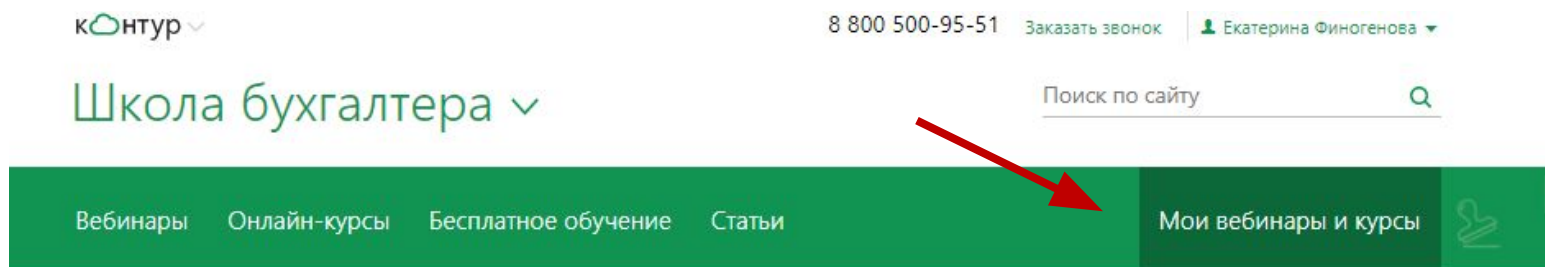 контур 8 800 500-95-51 Заказать звонок Екатерина Финогенова
Школа бухгалтера Поиск по сайту
Вебинары Онлайн-курсы Бесплатное обучение Статьи Мои вебинары и курсы